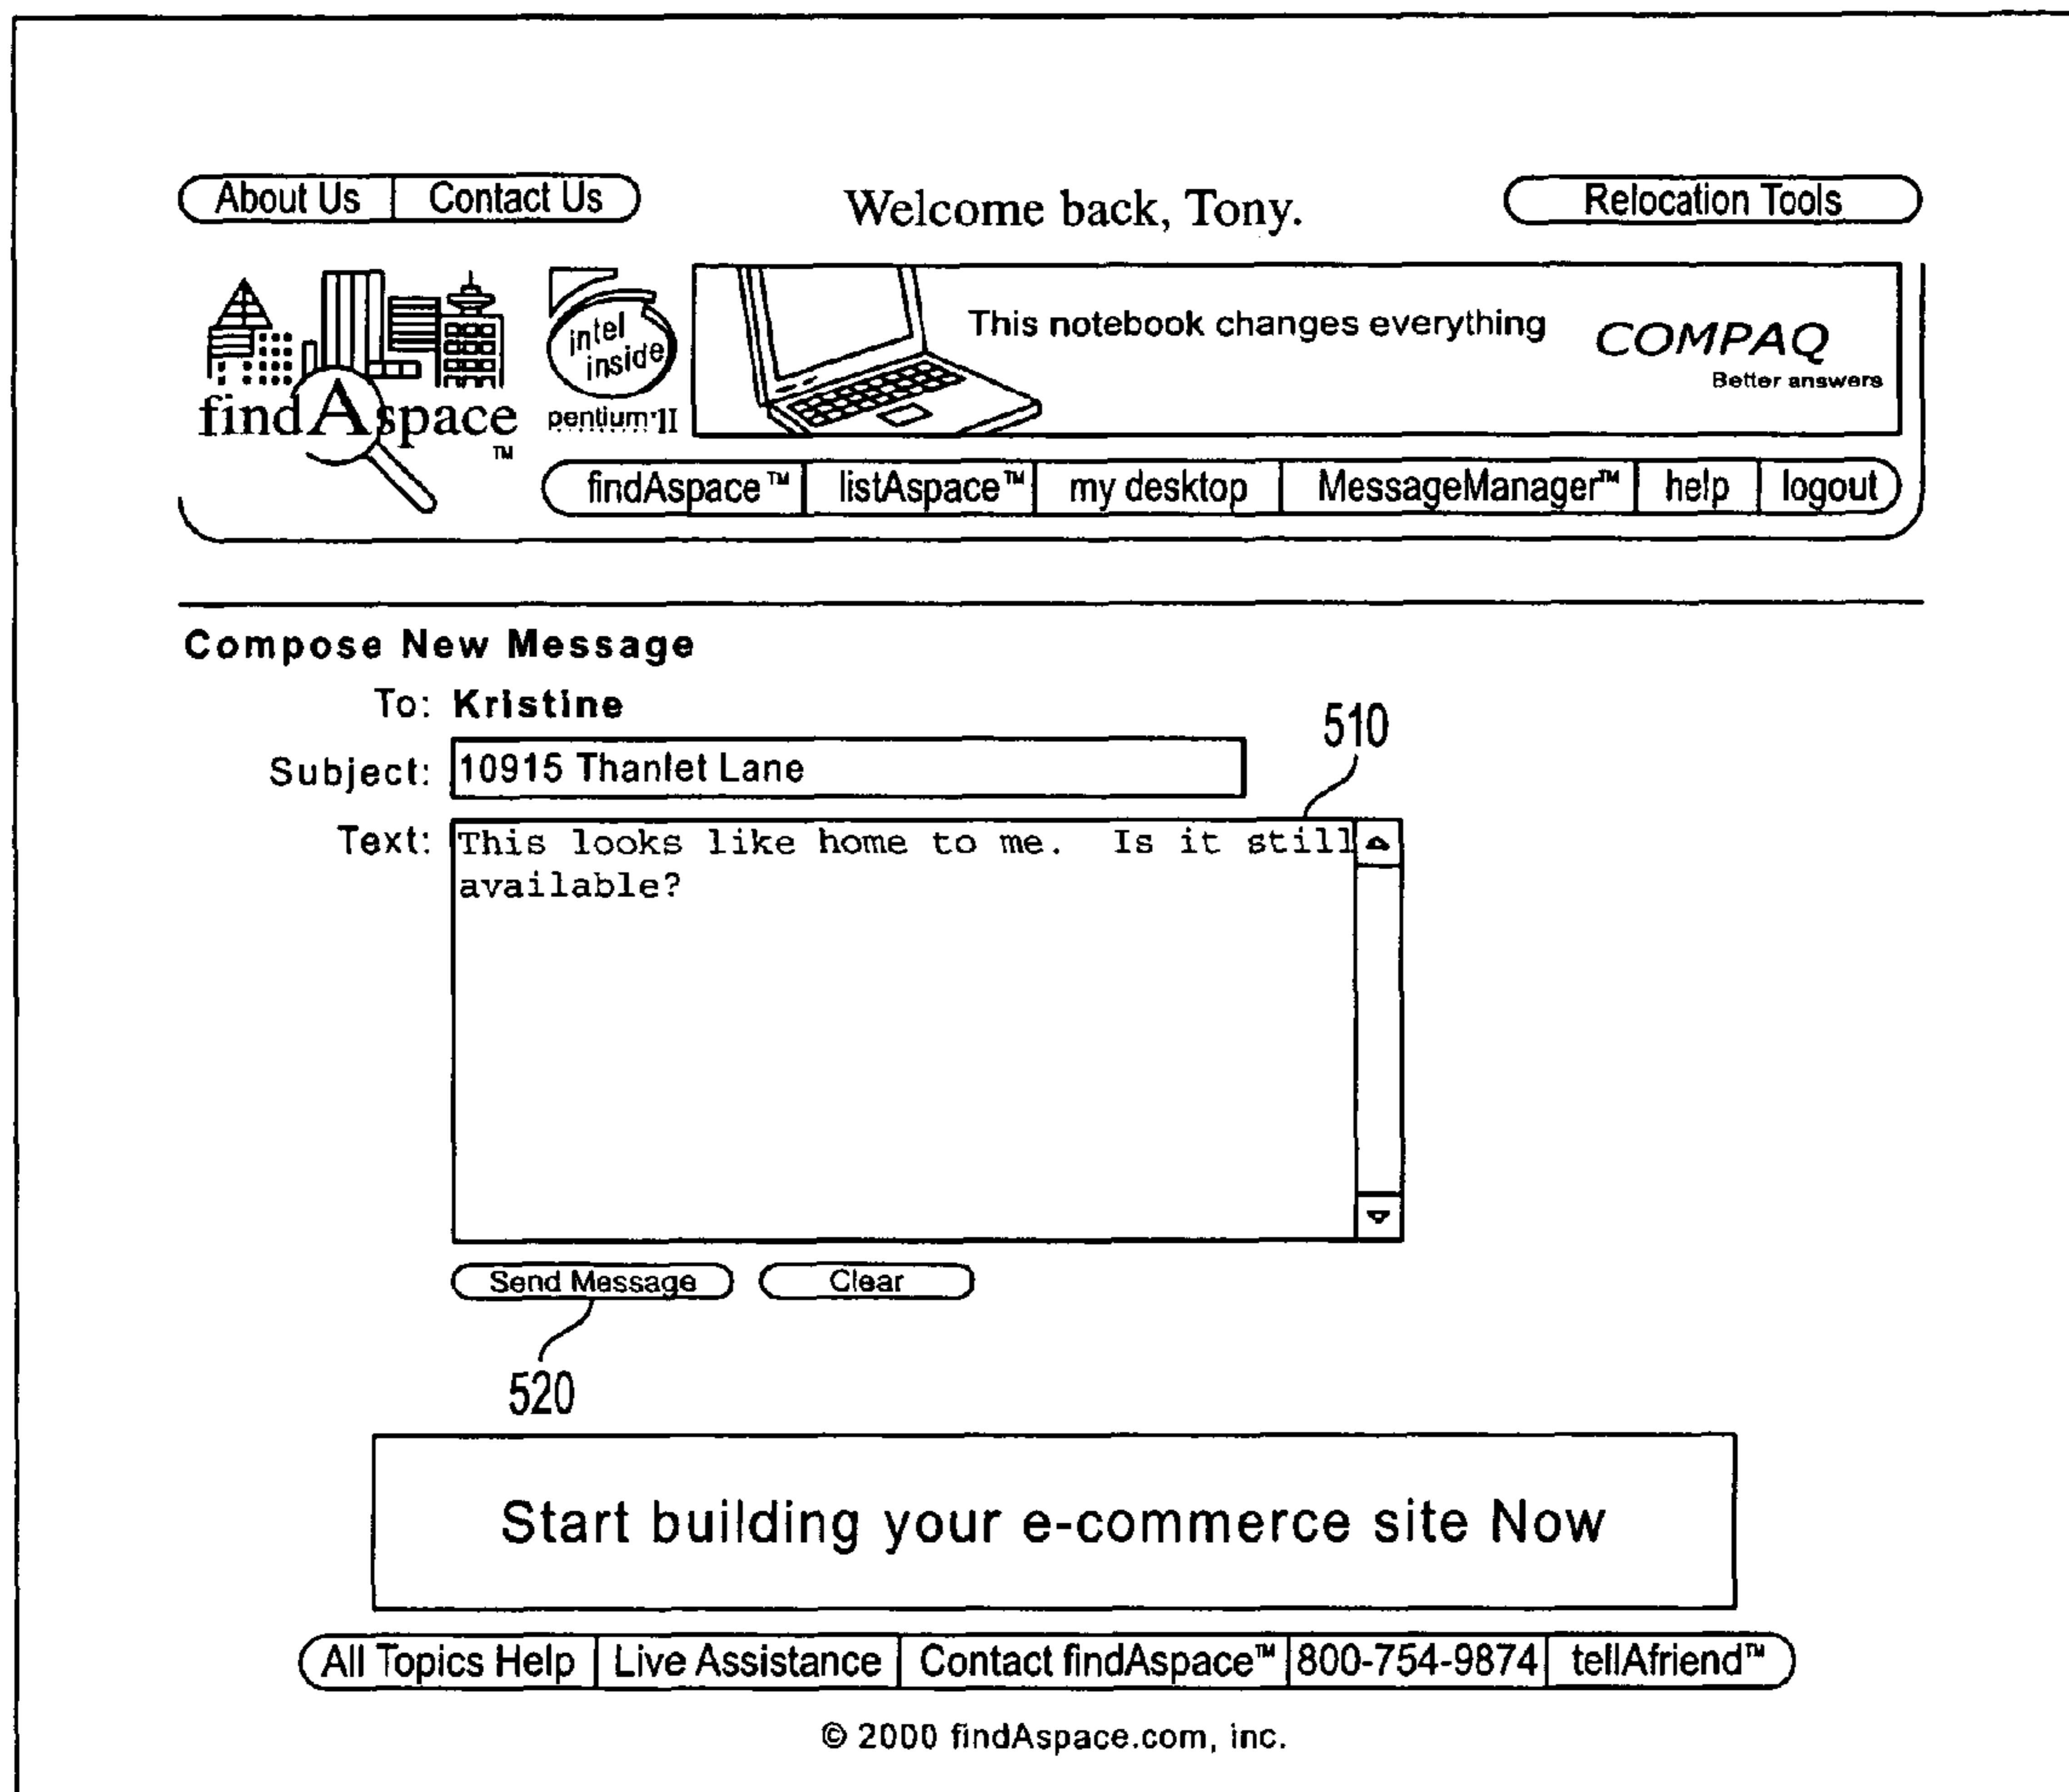 About Us Contact Us Welcome back, Tony. Relocation Tools
findAspace™
intel
inside
pentium·II
This notebook changes everything
COMPAQ
Better answers
findAspace™ listAspace™ my desktop MessageManager™ help logout
Compose New Message
To: Kristine
510
Subject: 10915 Thanlet Lane
Text: This looks like home to me. Is it still
available?
Send Message Clear
520
Start building your e-commerce site Now
All Topics Help Live Assistance Contact findAspace™ 800-754-9874 tellAfriend™
© 2000 findAspace.com, inc.